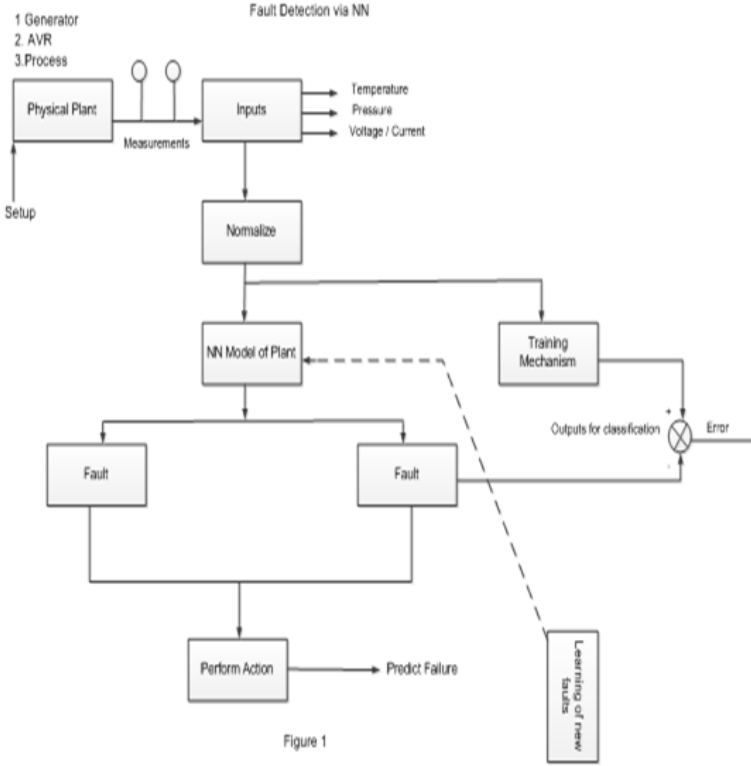 Fault Detection via NN
1 Generator
2. AVR
3.Process
Physical Plant
Measurements
Inputs
Temperature
Pressure
Voltage / Current
Setup
Normalize
NN Model of Plant
Training
Mechanism
+
Outputs for classification
Error
-
Fault
Fault
Learning of new
faults
Perform Action
Predict Failure
Figure 1